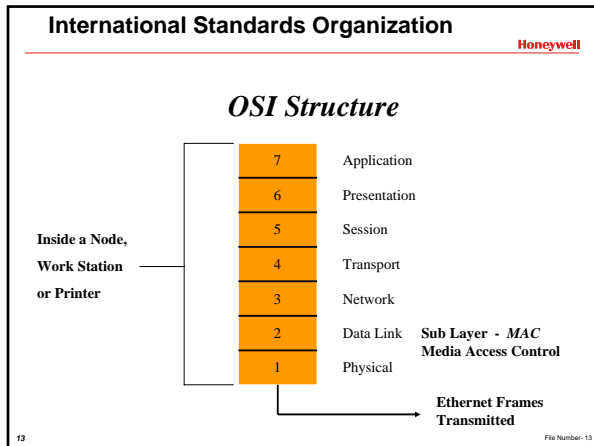 International Standards Organization
Honeywell
OSI Structure
7 Application
6 Presentation
5 Session
4 Transport
3 Network
2 Data Link Sub Layer - MAC
Media Access Control
1 Physical
Inside a Node,
Work Station
or Printer
Ethernet Frames
Transmitted
13
File Number- 13